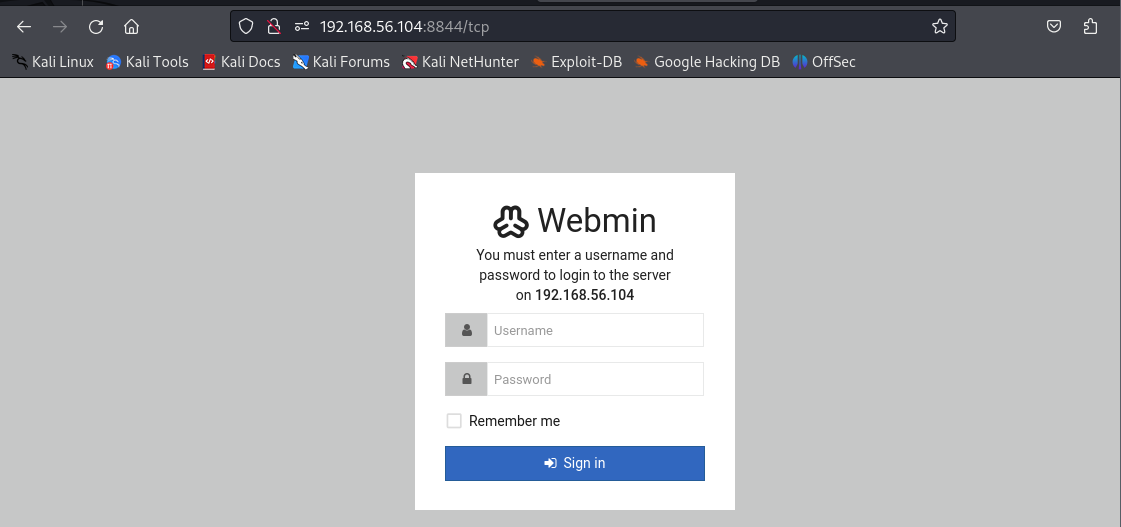 192.168.56.104:8844/tcp
Kali Linux Kali Tools Kali Docs Kali Forums Kali NetHunter Exploit-DB Google Hacking DB OffSec
Webmin
You must enter a username and
password to login to the server
on 192.168.56.104
Username
Password
Remember me
Sign in